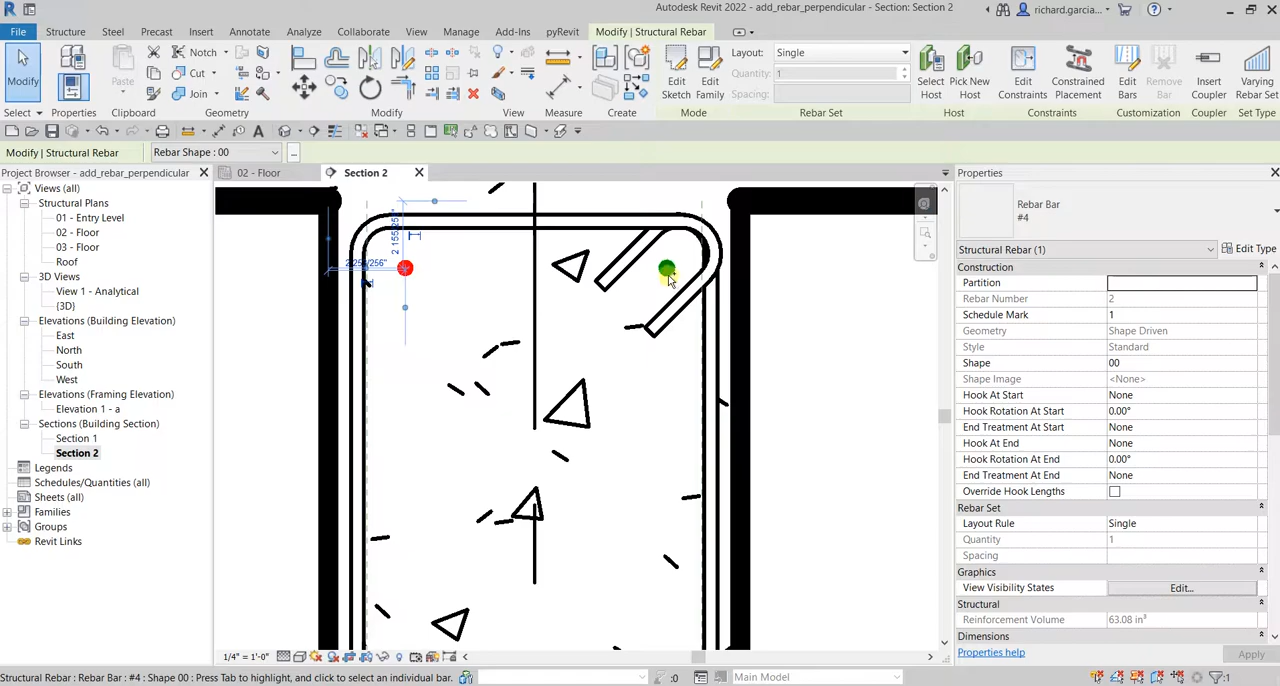 Autodesk Revit 2022 - add_rebar_perpendicular - Section: Section 2
richard.garcia...
File Structure Steel Precast Insert Annotate Analyze Collaborate View Manage Add-Ins pyRevit Modify | Structural Rebar
Modify
Paste
Notch
Cut
Join
Edit Sketch
Edit Family
Layout: Single
Quantity: 1
Spacing:
Select Host
Pick New Host
Edit Constraints
Constrained Placement
Edit Bars
Remove Bar
Insert Coupler
Varying Rebar Set
Select Properties Clipboard Geometry Modify View Measure Create Mode Rebar Set Host Constraints Customization Coupler Set Type
Modify | Structural Rebar
Rebar Shape : 00
...
Project Browser - add_rebar_perpendicular
Views (all)
Structural Plans
01 - Entry Level
02 - Floor
03 - Floor
Roof
3D Views
View 1 - Analytical
{3D}
Elevations (Building Elevation)
East
North
South
West
Elevations (Framing Elevation)
Elevation 1 - a
Sections (Building Section)
Section 1
Section 2
Legends
Schedules/Quantities (all)
Sheets (all)
Families
Groups
Revit Links
02 - Floor
Section 2
Properties
Rebar Bar
#4
Structural Rebar (1)
Edit Type
Construction
Partition
Rebar Number 2
Schedule Mark 1
Geometry Shape Driven
Style Standard
Shape 00
Shape Image <None>
Hook At Start None
Hook Rotation At Start 0.00°
End Treatment At Start None
Hook At End None
Hook Rotation At End 0.00°
End Treatment At End None
Override Hook Lengths
Rebar Set
Layout Rule Single
Quantity 1
Spacing
Graphics
View Visibility States Edit...
Structural
Reinforcement Volume 63.08 in³
Dimensions
Properties help
Apply
1/4" = 1'-0"
Structural Rebar : Rebar Bar : #4 : Shape 00 : Press Tab to highlight, and click to select an individual bar.
:0
Main Model
:1